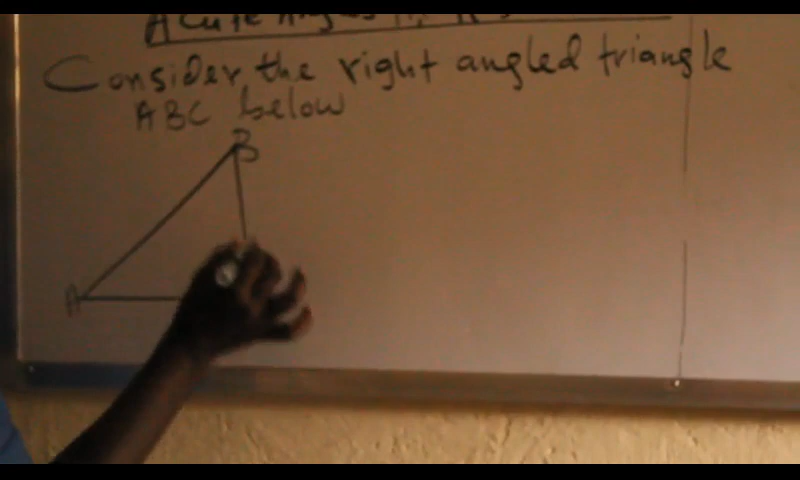 Acute Angles
Consider the right angled triangle
ABC below
B
A